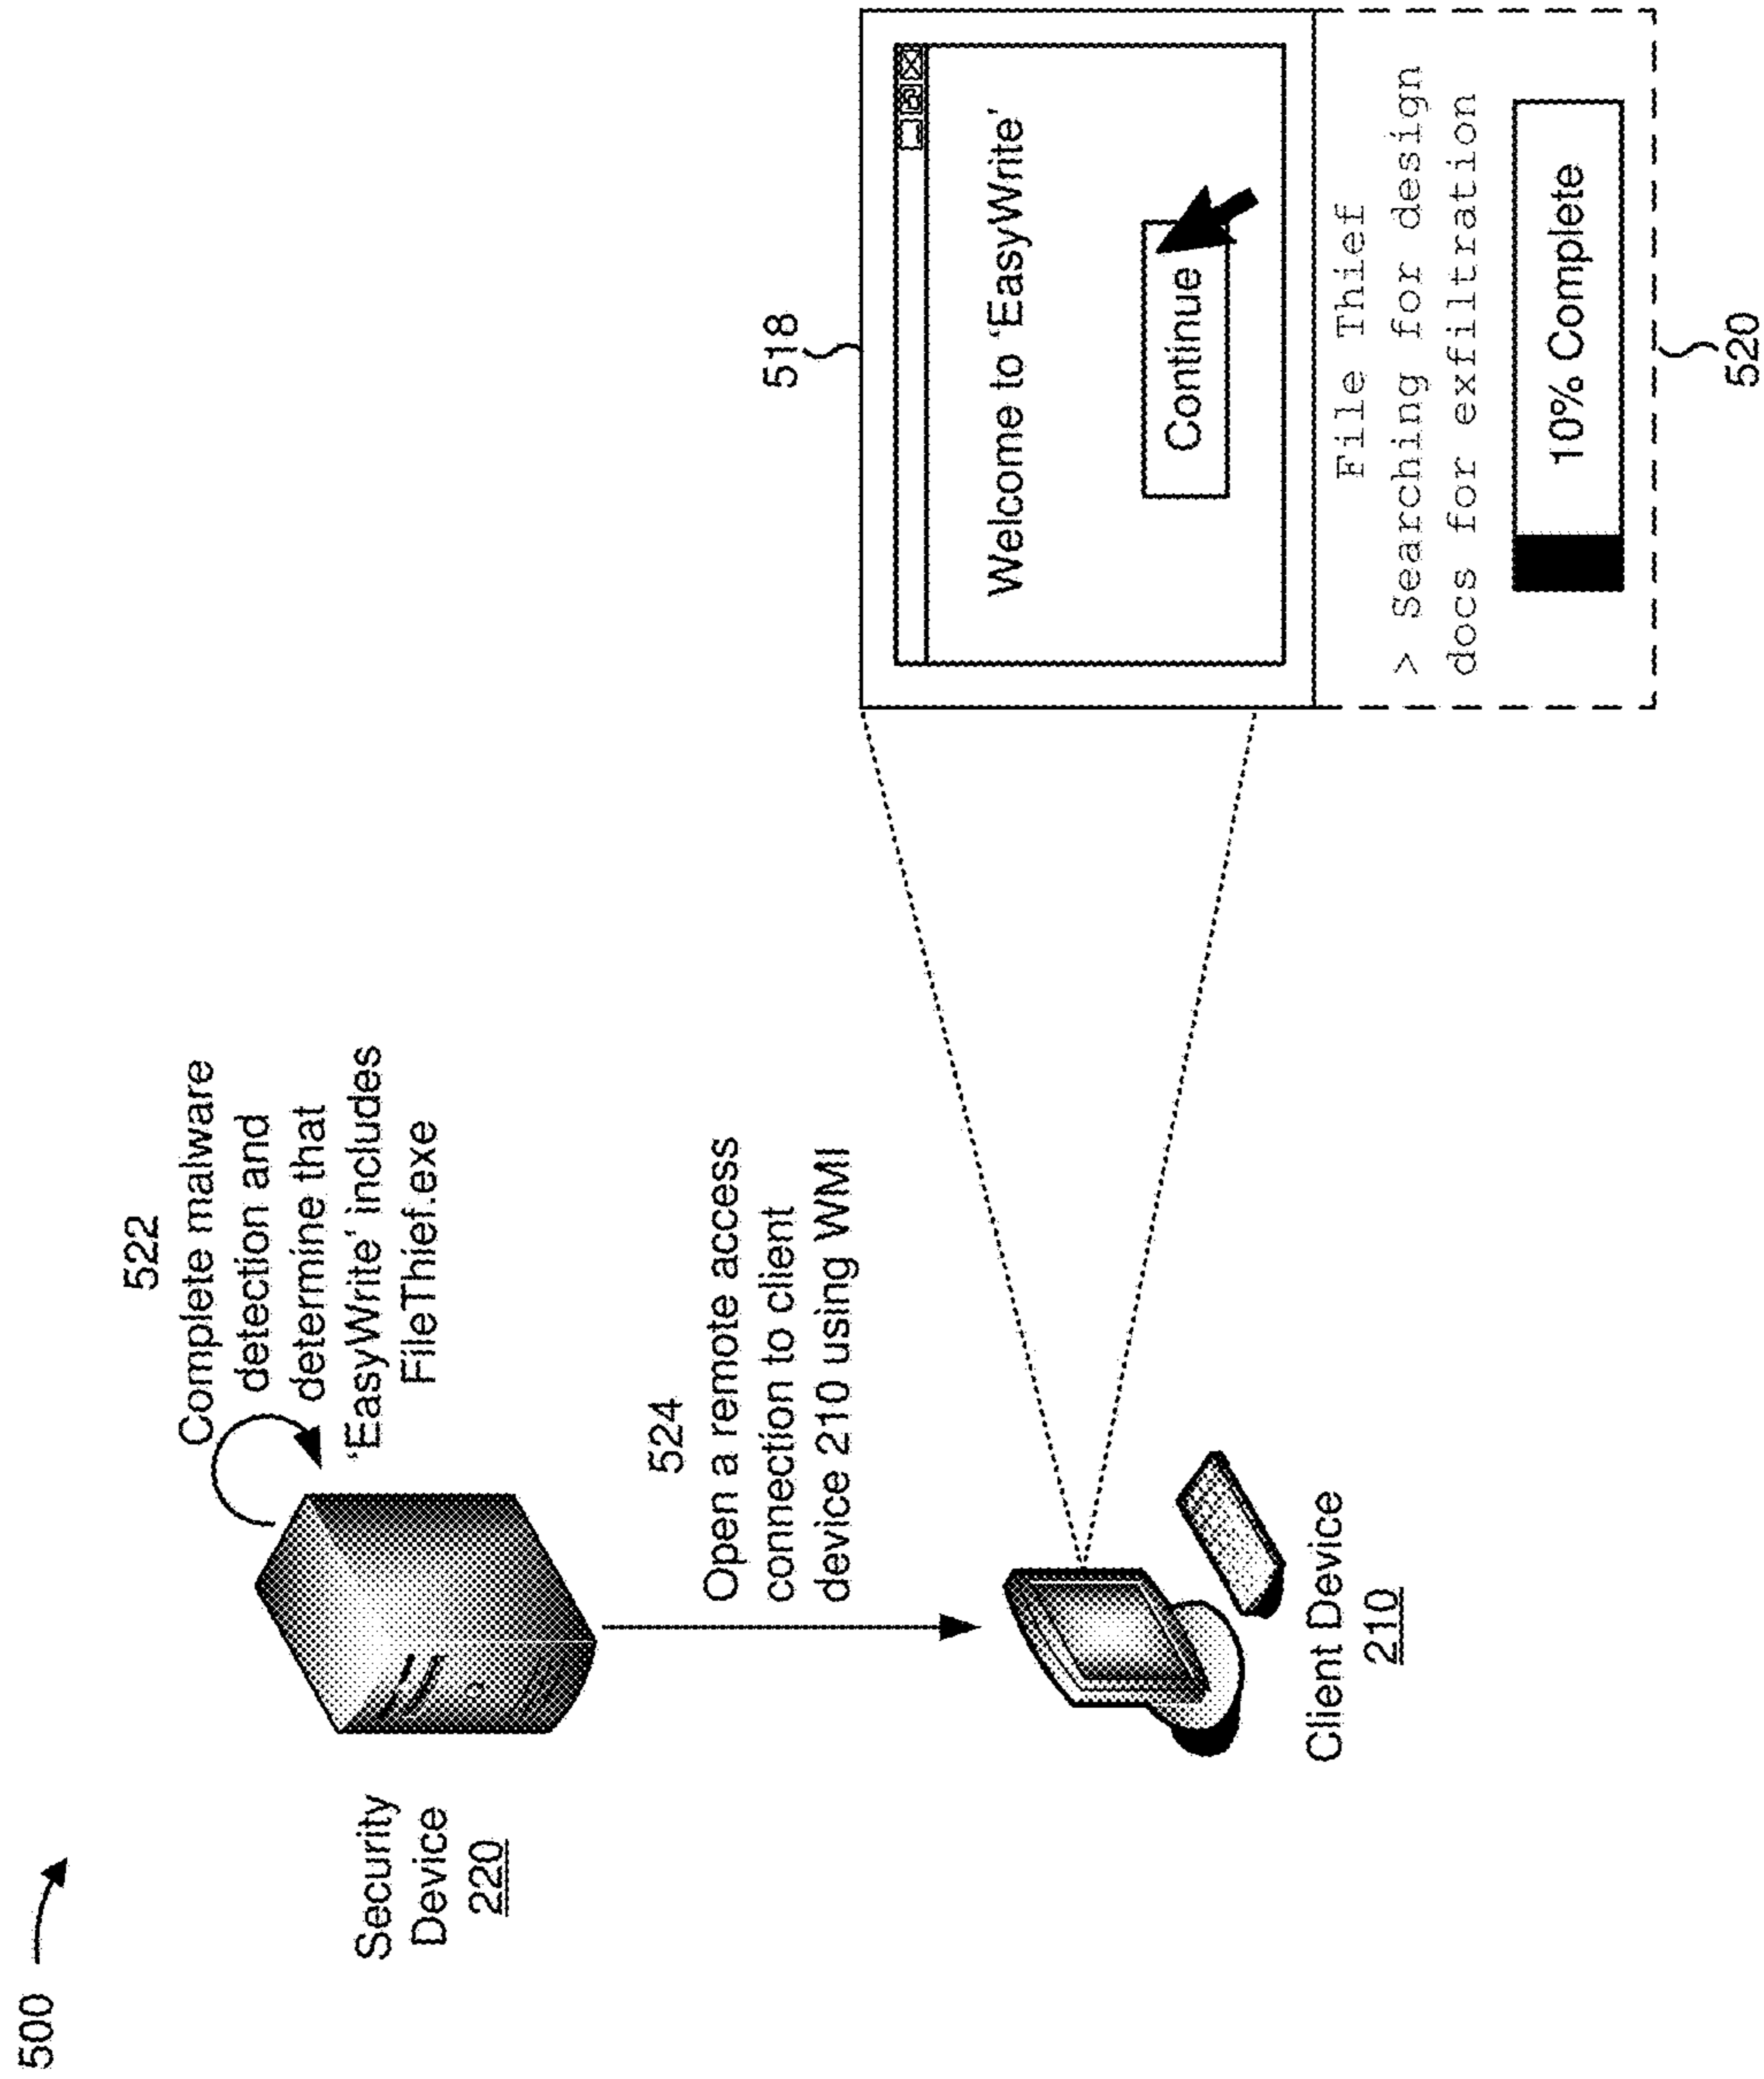 500
522
Complete malware
detection and
determine that
'EasyWrite' includes
FileThief.exe
Security
Device
220
524
Open a remote access
connection to client
device 210 using WMI
Client Device
210
518
Welcome to 'EasyWrite'
Continue
File Thief
> Searching for design
docs for exfiltration
10% Complete
520